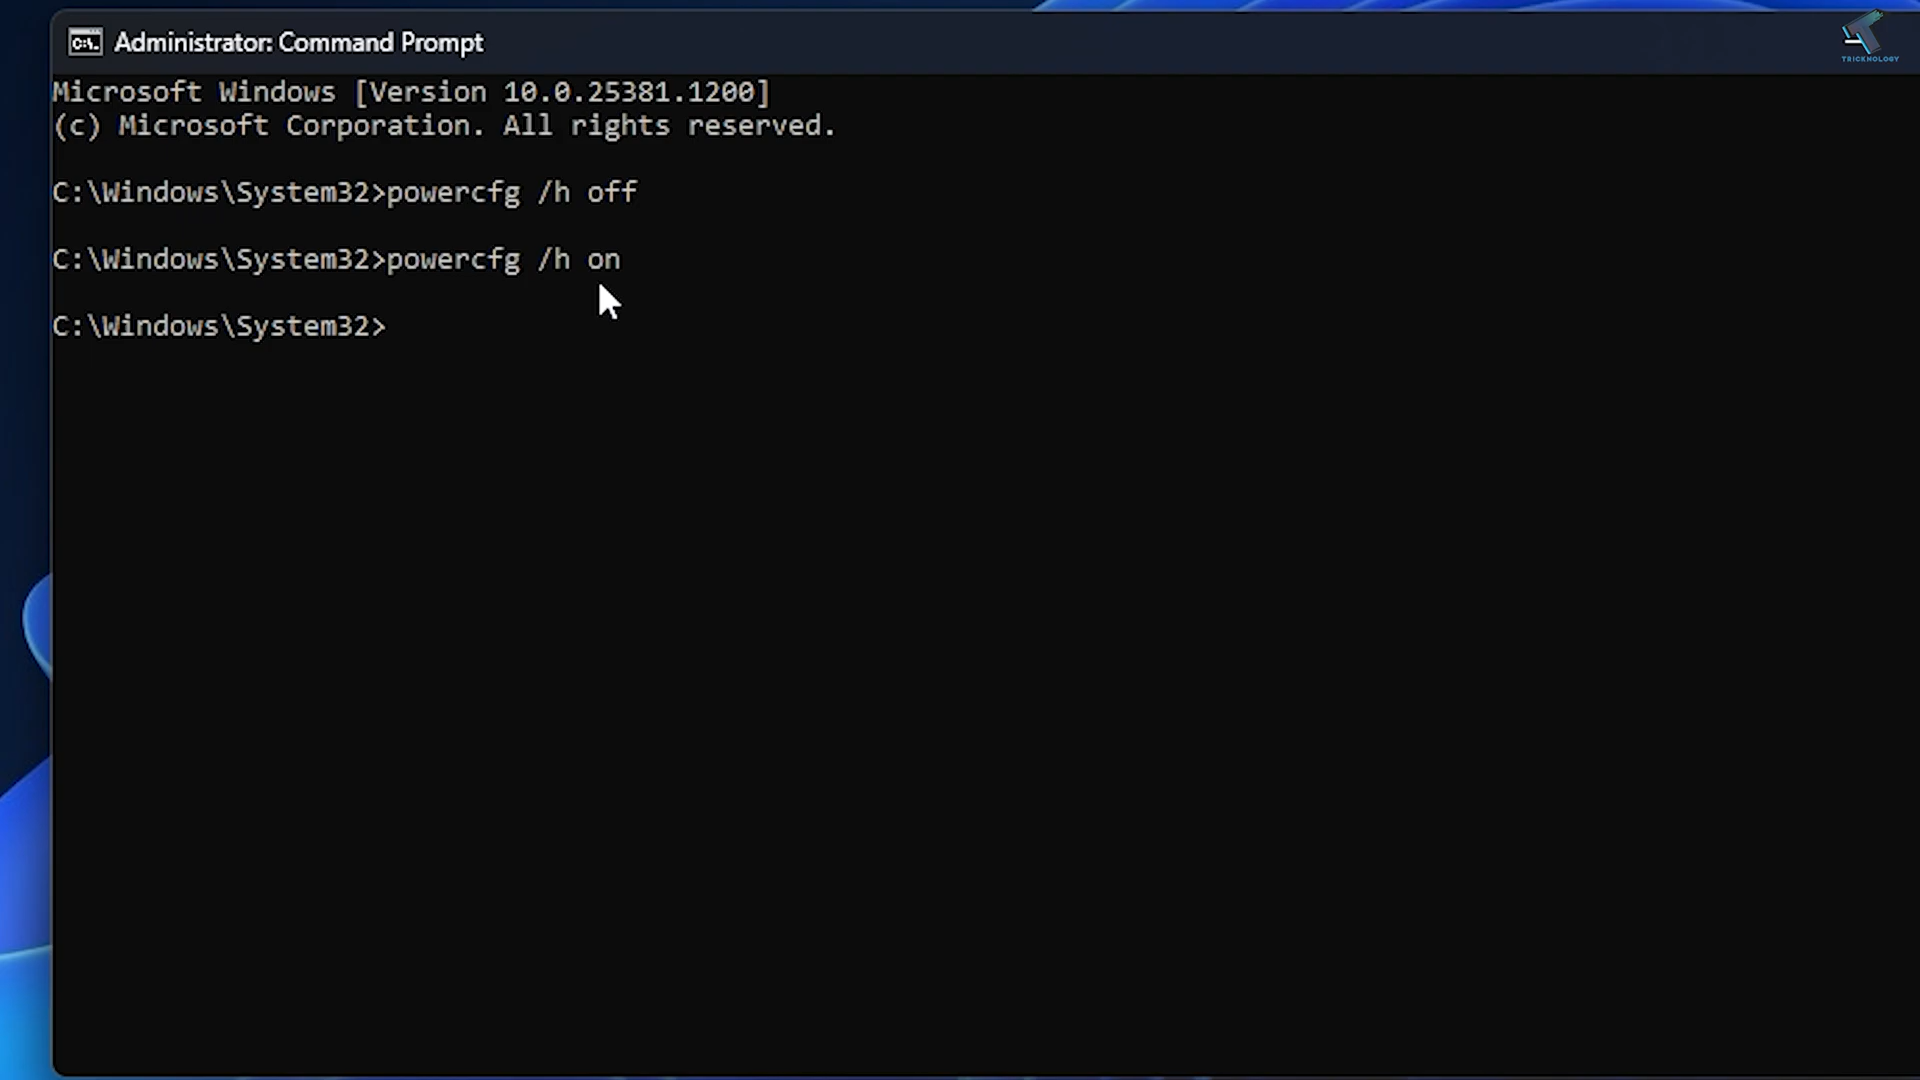 Administrator: Command Prompt
TRICKNOLOGY
Microsoft Windows [Version 10.0.25381.1200]
(c) Microsoft Corporation. All rights reserved.
C:\Windows\System32>powercfg /h off
C:\Windows\System32>powercfg /h on
C:\Windows\System32>